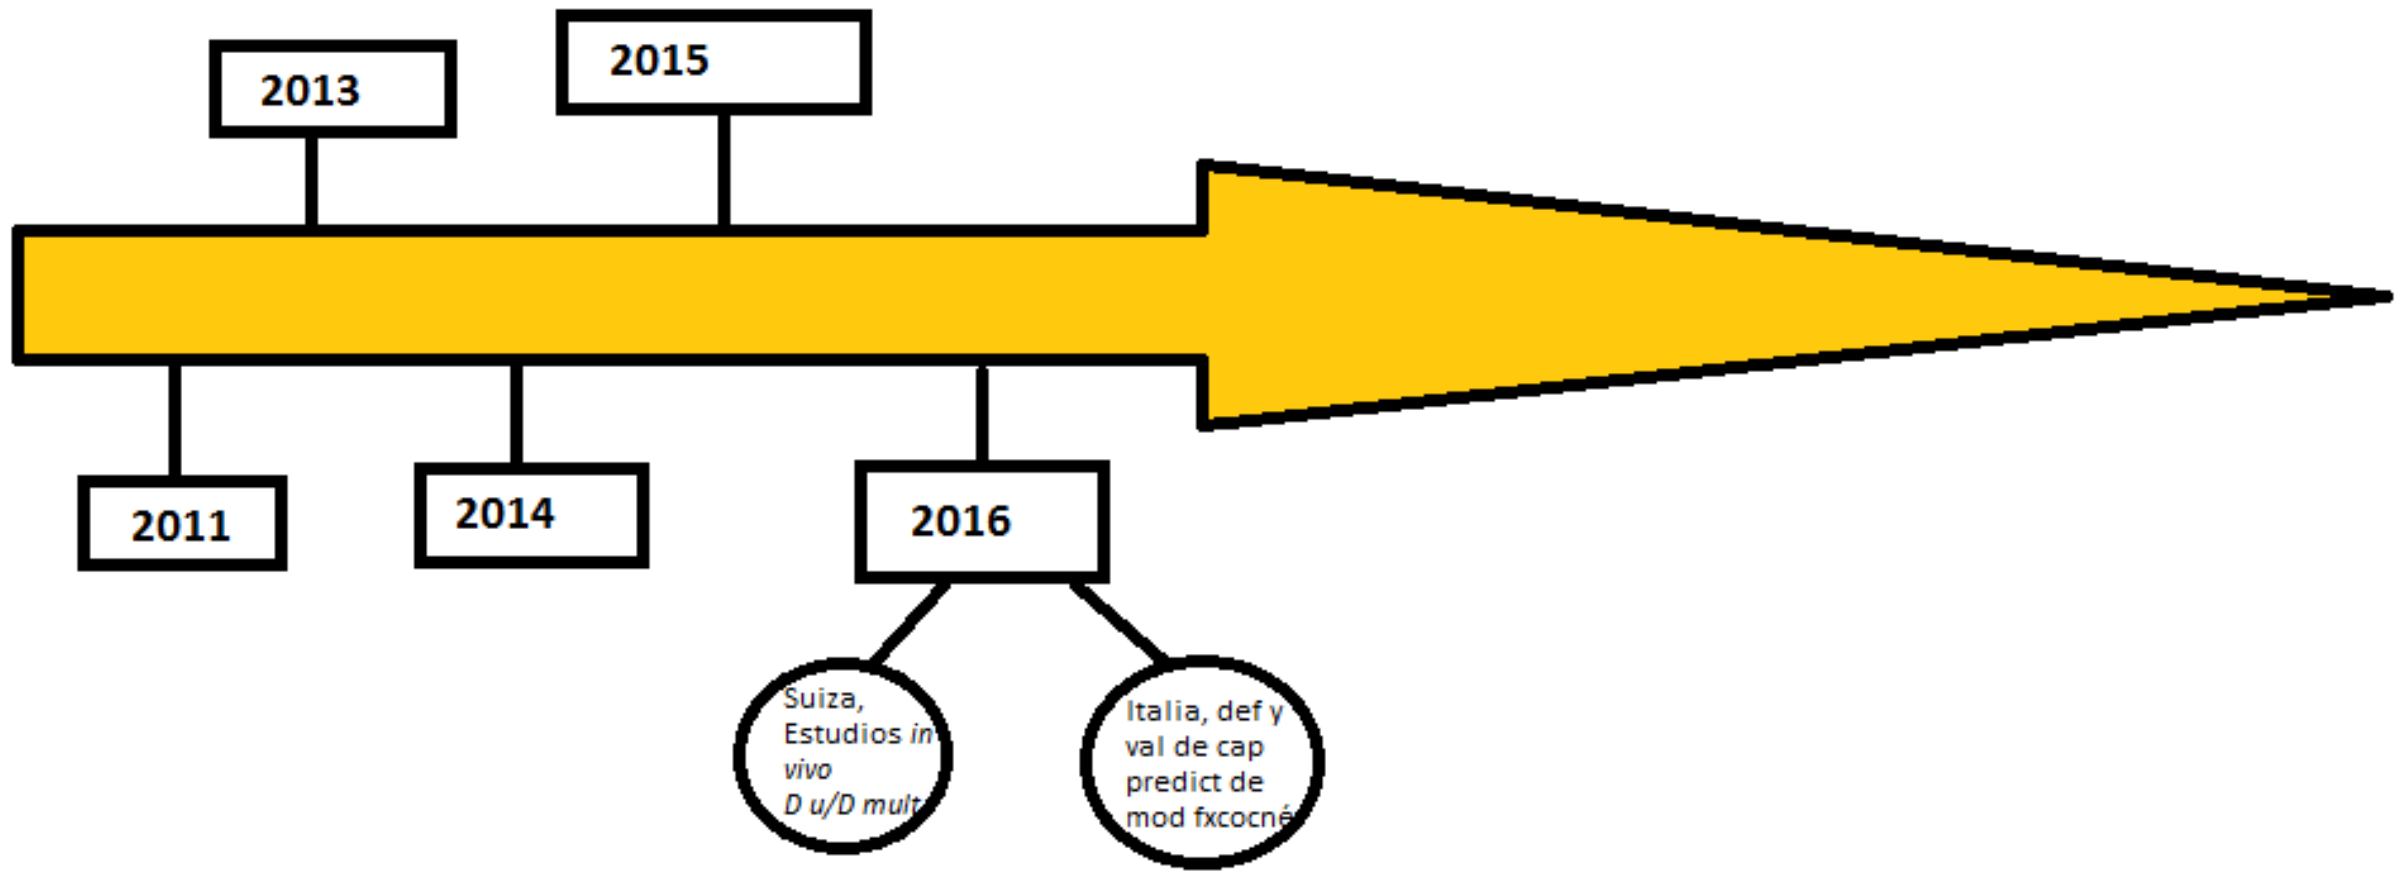 2013
2015
2011
2014
2016
Suiza,
Estudios in
vivo
D u/D mult
Italia, def y
val de cap
predict de
mod fxcocné